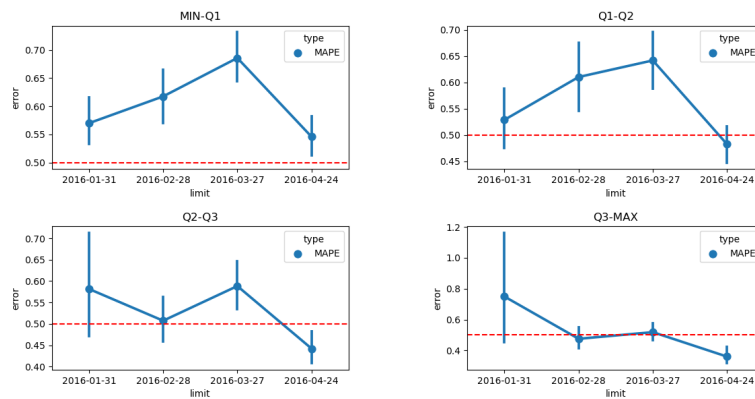 MIN-Q1
error
0.70
0.65
0.60
0.55
0.50
type
MAPE
2016-01-31 2016-02-28 2016-03-27 2016-04-24
limit
Q1-Q2
error
0.70
0.65
0.60
0.55
0.50
0.45
type
MAPE
2016-01-31 2016-02-28 2016-03-27 2016-04-24
limit
Q2-Q3
error
0.70
0.65
0.60
0.55
0.50
0.45
0.40
type
MAPE
2016-01-31 2016-02-28 2016-03-27 2016-04-24
limit
Q3-MAX
error
1.2
1.0
0.8
0.6
0.4
type
MAPE
2016-01-31 2016-02-28 2016-03-27 2016-04-24
limit